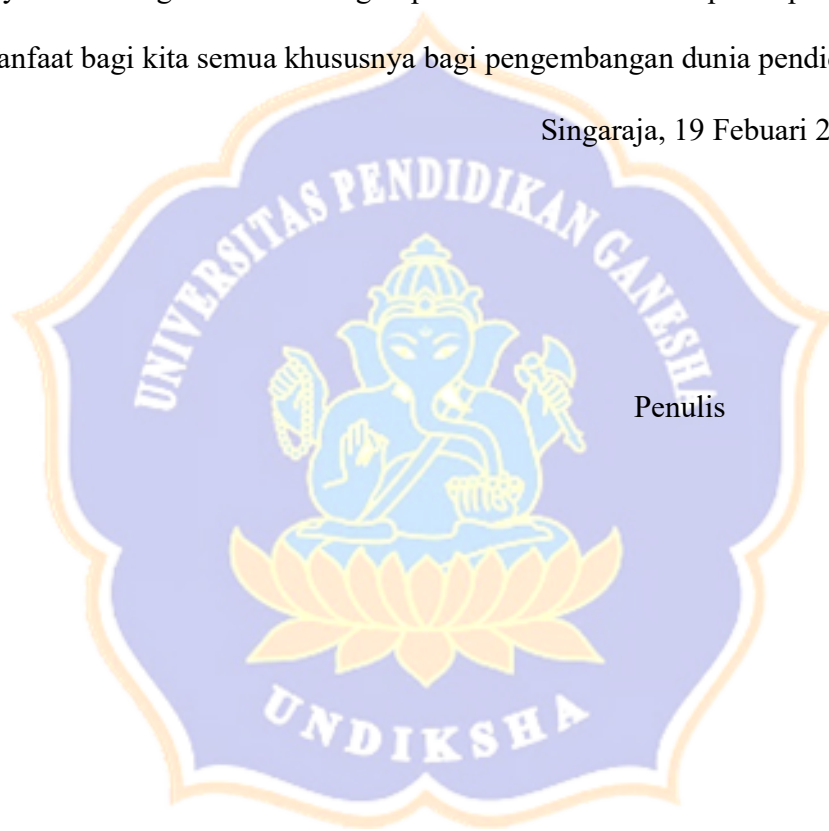 anfaat bagi kita semua khususnya bagi pengembangan dunia pendi
Singaraja, 19 Febuari 2
UNIVERSITAS PENDIDIKAN GANESHA
Penulis
UNDIKSHA